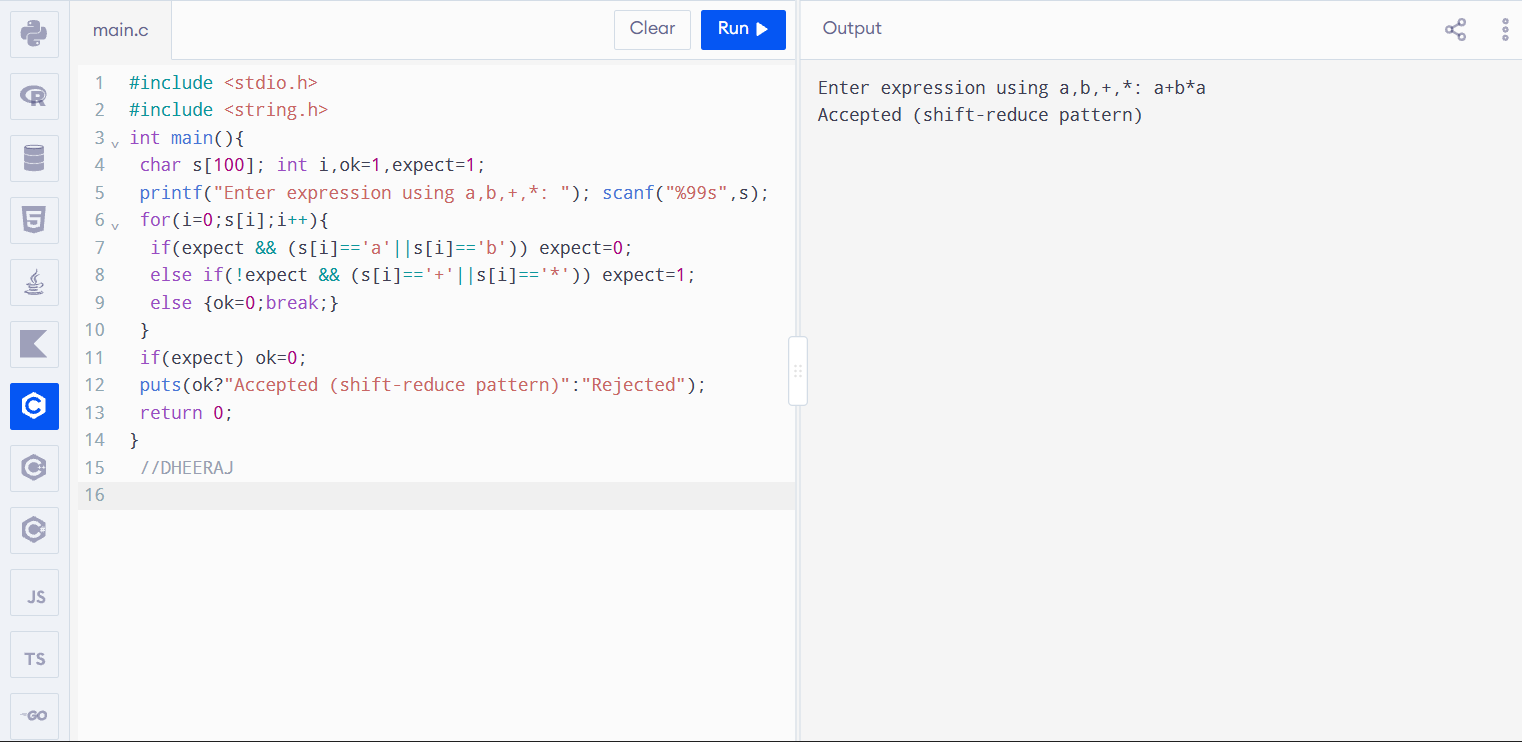 main.c
Clear
Run
Output
1 #include <stdio.h>
2 #include <string.h>
3 int main(){
4 char s[100]; int i,ok=1,expect=1;
5 printf("Enter expression using a,b,+,*: "); scanf("%99s",s);
6 for(i=0;s[i];i++){
7 if(expect && (s[i]=='a'||s[i]=='b')) expect=0;
8 else if(!expect && (s[i]=='+'||s[i]=='*')) expect=1;
9 else {ok=0;break;}
10 }
11 if(expect) ok=0;
12 puts(ok?"Accepted (shift-reduce pattern)":"Rejected");
13 return 0;
14 }
15 //DHEERAJ
16
Enter expression using a,b,+,*: a+b*a
Accepted (shift-reduce pattern)
R
5
C
C
C
JS
TS
GO